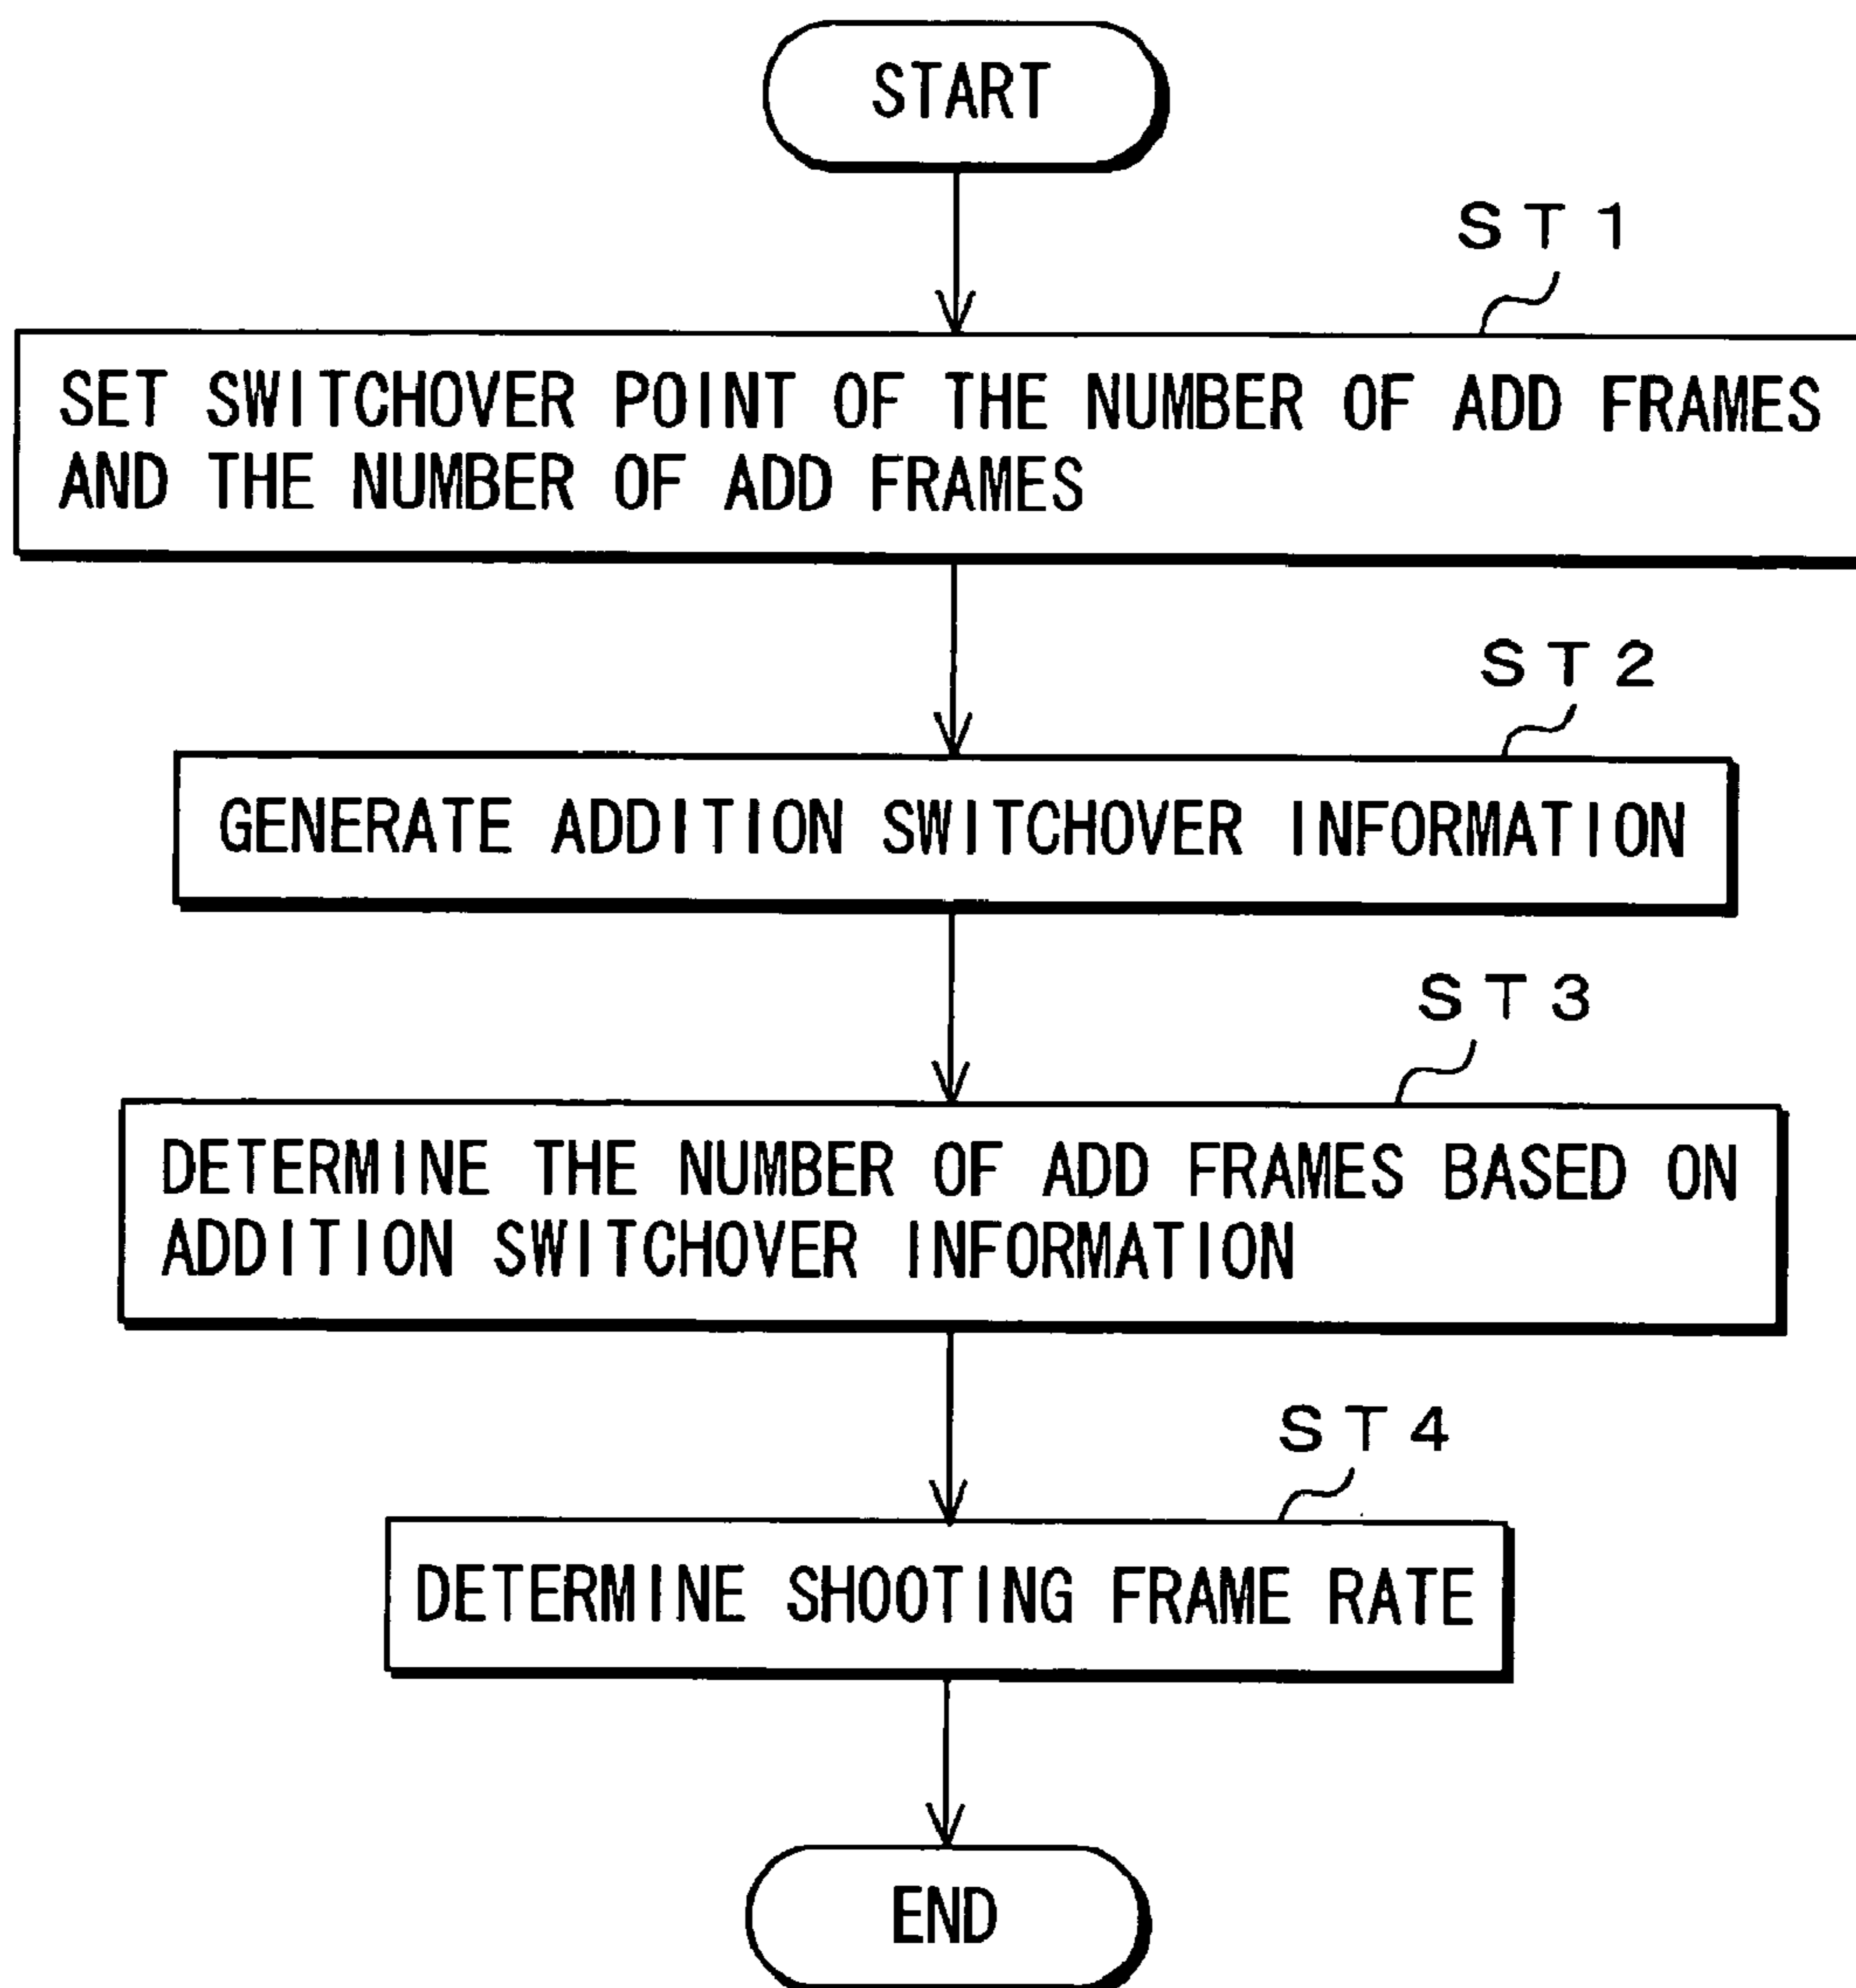 START
ST1
SET SWITCHOVER POINT OF THE NUMBER OF ADD FRAMES
AND THE NUMBER OF ADD FRAMES
ST2
GENERATE ADDITION SWITCHOVER INFORMATION
ST3
DETERMINE THE NUMBER OF ADD FRAMES BASED ON
ADDITION SWITCHOVER INFORMATION
ST4
DETERMINE SHOOTING FRAME RATE
END